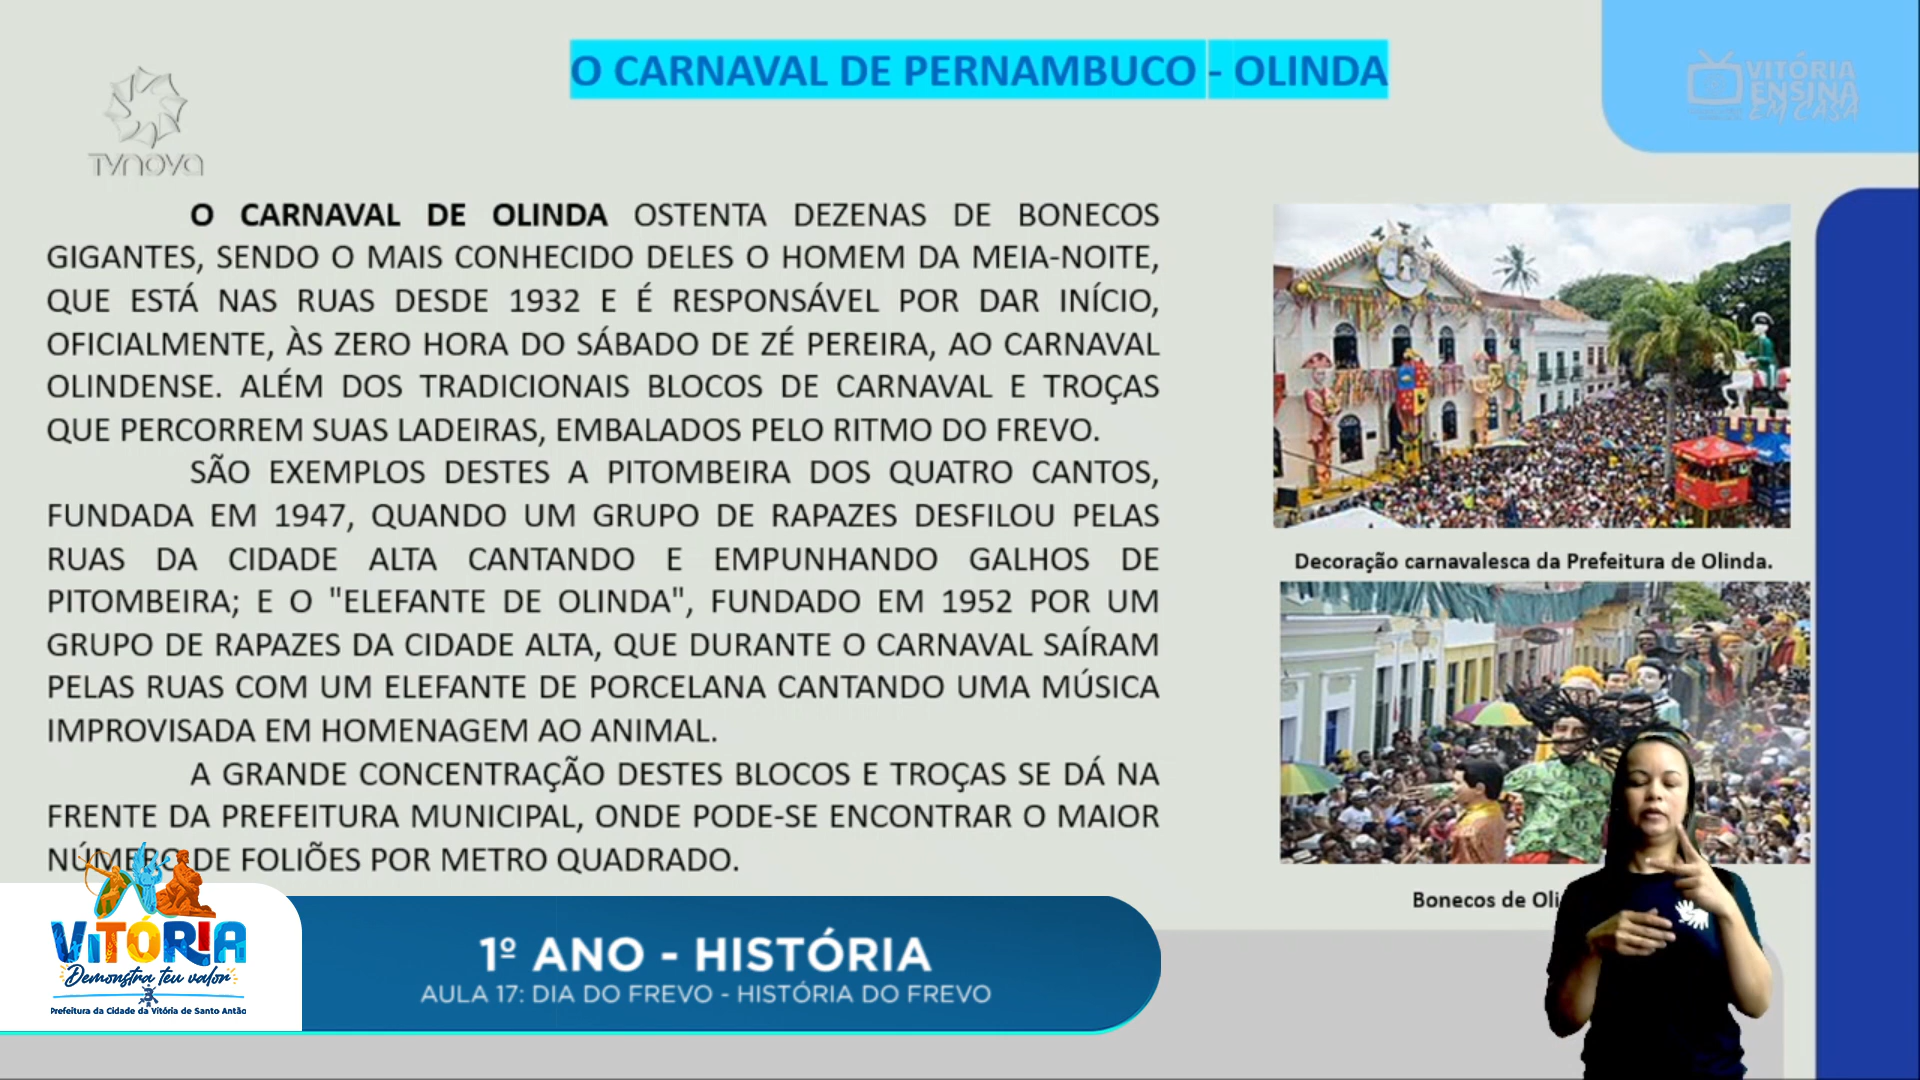 O CARNAVAL DE PERNAMBUCO - OLINDA
TVNOVA
VITÓRIA
ENSINA
EM CASA
O CARNAVAL DE OLINDA OSTENTA DEZENAS DE BONECOS
GIGANTES, SENDO O MAIS CONHECIDO DELES O HOMEM DA MEIA-NOITE,
QUE ESTÁ NAS RUAS DESDE 1932 E É RESPONSÁVEL POR DAR INÍCIO,
OFICIALMENTE, ÀS ZERO HORA DO SÁBADO DE ZÉ PEREIRA, AO CARNAVAL
OLINDENSE. ALÉM DOS TRADICIONAIS BLOCOS DE CARNAVAL E TROÇAS
QUE PERCORREM SUAS LADEIRAS, EMBALADOS PELO RITMO DO FREVO.
SÃO EXEMPLOS DESTES A PITOMBEIRA DOS QUATRO CANTOS,
FUNDADA EM 1947, QUANDO UM GRUPO DE RAPAZES DESFILOU PELAS
RUAS DA CIDADE ALTA CANTANDO E EMPUNHANDO GALHOS DE
PITOMBEIRA; E O "ELEFANTE DE OLINDA", FUNDADO EM 1952 POR UM
GRUPO DE RAPAZES DA CIDADE ALTA, QUE DURANTE O CARNAVAL SAÍRAM
PELAS RUAS COM UM ELEFANTE DE PORCELANA CANTANDO UMA MÚSICA
IMPROVISADA EM HOMENAGEM AO ANIMAL.
A GRANDE CONCENTRAÇÃO DESTES BLOCOS E TROÇAS SE DÁ NA
FRENTE DA PREFEITURA MUNICIPAL, ONDE PODE-SE ENCONTRAR O MAIOR
NÚMERO DE FOLIÕES POR METRO QUADRADO.
Decoração carnavalesca da Prefeitura de Olinda.
Bonecos de Oli
VITÓRIA
Demonstra teu valor
Prefeitura da Cidade da Vitória de Santo Antão
1º ANO - HISTÓRIA
AULA 17: DIA DO FREVO - HISTÓRIA DO FREVO